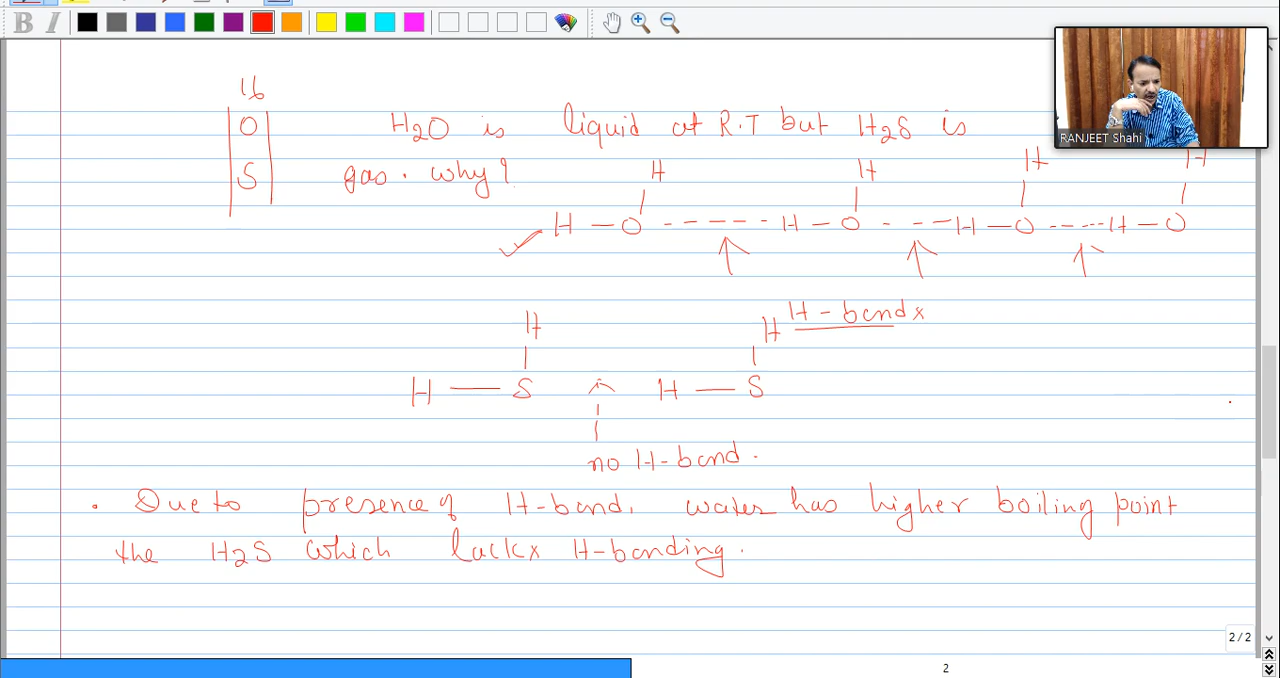 B I
RANJEET Shahi
16
O
S
H2O is liquid at R.T but H2S is
gas. why?
H H H H
H — O ----- H — O ---- H — O ---- H — O
H H H-bond x
H — S H — S
no H-bond.
. Due to presence of H-bond, water has higher boiling point
the H2S which lacks H-bonding.
2 / 2
2